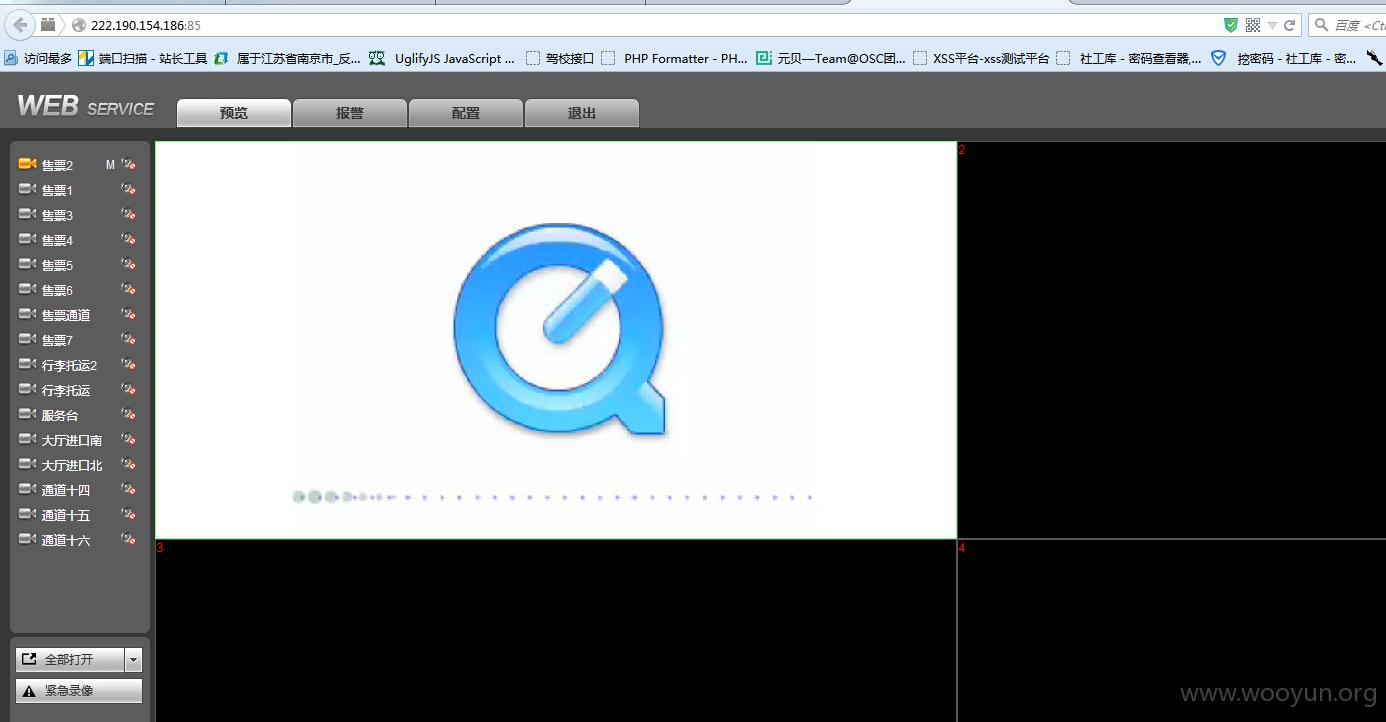 222.190.154.186:85
百度 <Ctr
访问最多 端口扫描 - 站长工具 属于江苏省南京市_反... UglifyJS JavaScript ... 驾校接口 PHP Formatter - PH... 元贝—Team@OSC团... XSS平台-xss测试平台 社工库 - 密码查看器,... 挖密码 - 社工库 - 密...
WEB SERVICE 预览 报警 配置 退出
售票2 M
售票1
售票3
售票4
售票5
售票6
售票通道
售票7
行李托运2
行李托运
服务台
大厅进口南
大厅进口北
通道十四
通道十五
通道十六
2
3
4
全部打开
紧急录像
www.wooyun.org